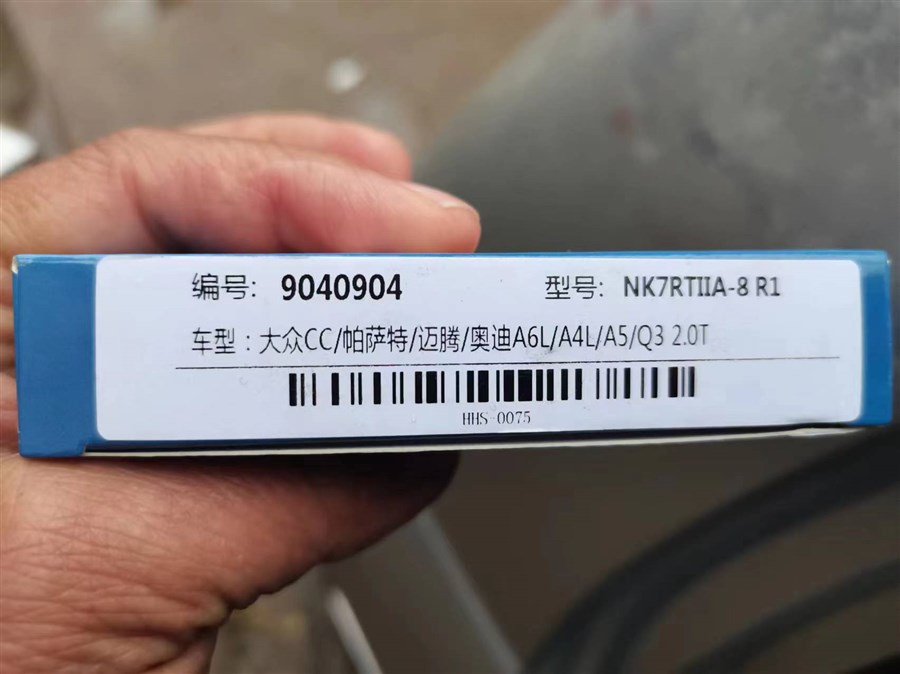 编号: 9040904 型号: NK7RTIIA-8 R1
车型：大众CC/帕萨特/迈腾/奥迪A6L/A4L/A5/Q3 2.0T
HHS-0075